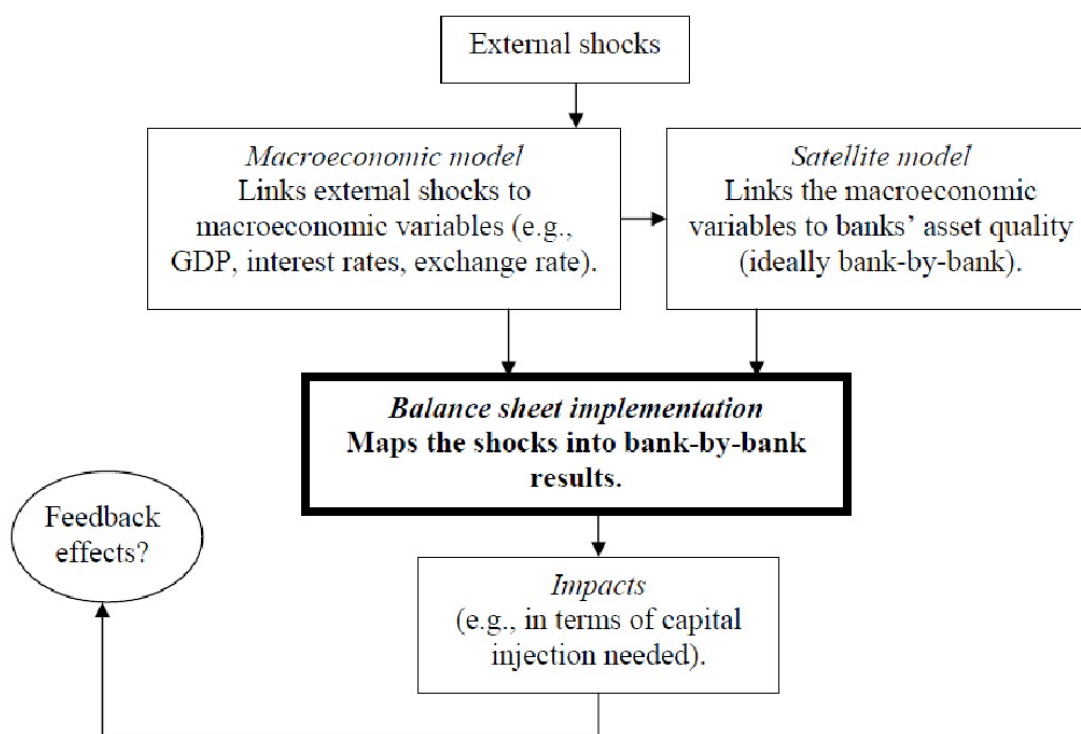 External shocks
Macroeconomic model
Links external shocks to
macroeconomic variables (e.g.,
GDP, interest rates, exchange rate).
Satellite model
Links the macroeconomic
variables to banks’ asset quality
(ideally bank-by-bank).
Balance sheet implementation
Maps the shocks into bank-by-bank
results.
Feedback
effects?
Impacts
(e.g., in terms of capital
injection needed).